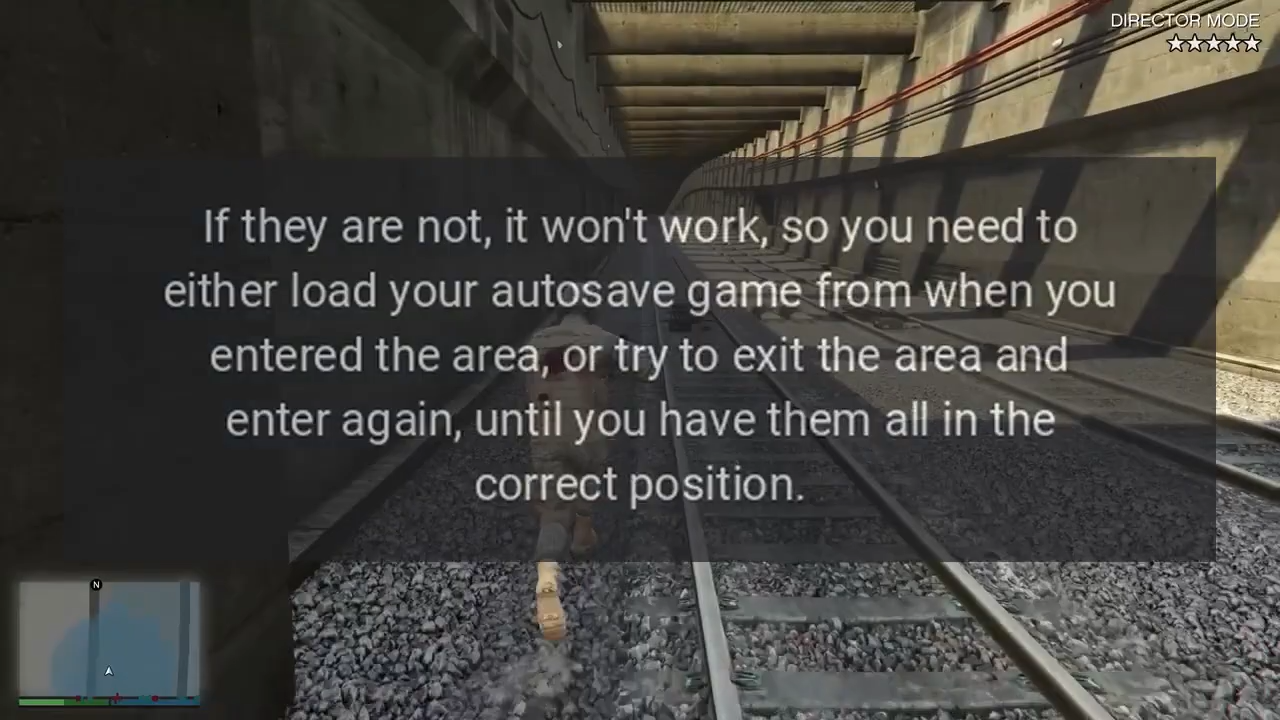 DIRECTOR MODE
If they are not, it won't work, so you need to
either load your autosave game from when you
entered the area, or try to exit the area and
enter again, until you have them all in the
correct position.
N